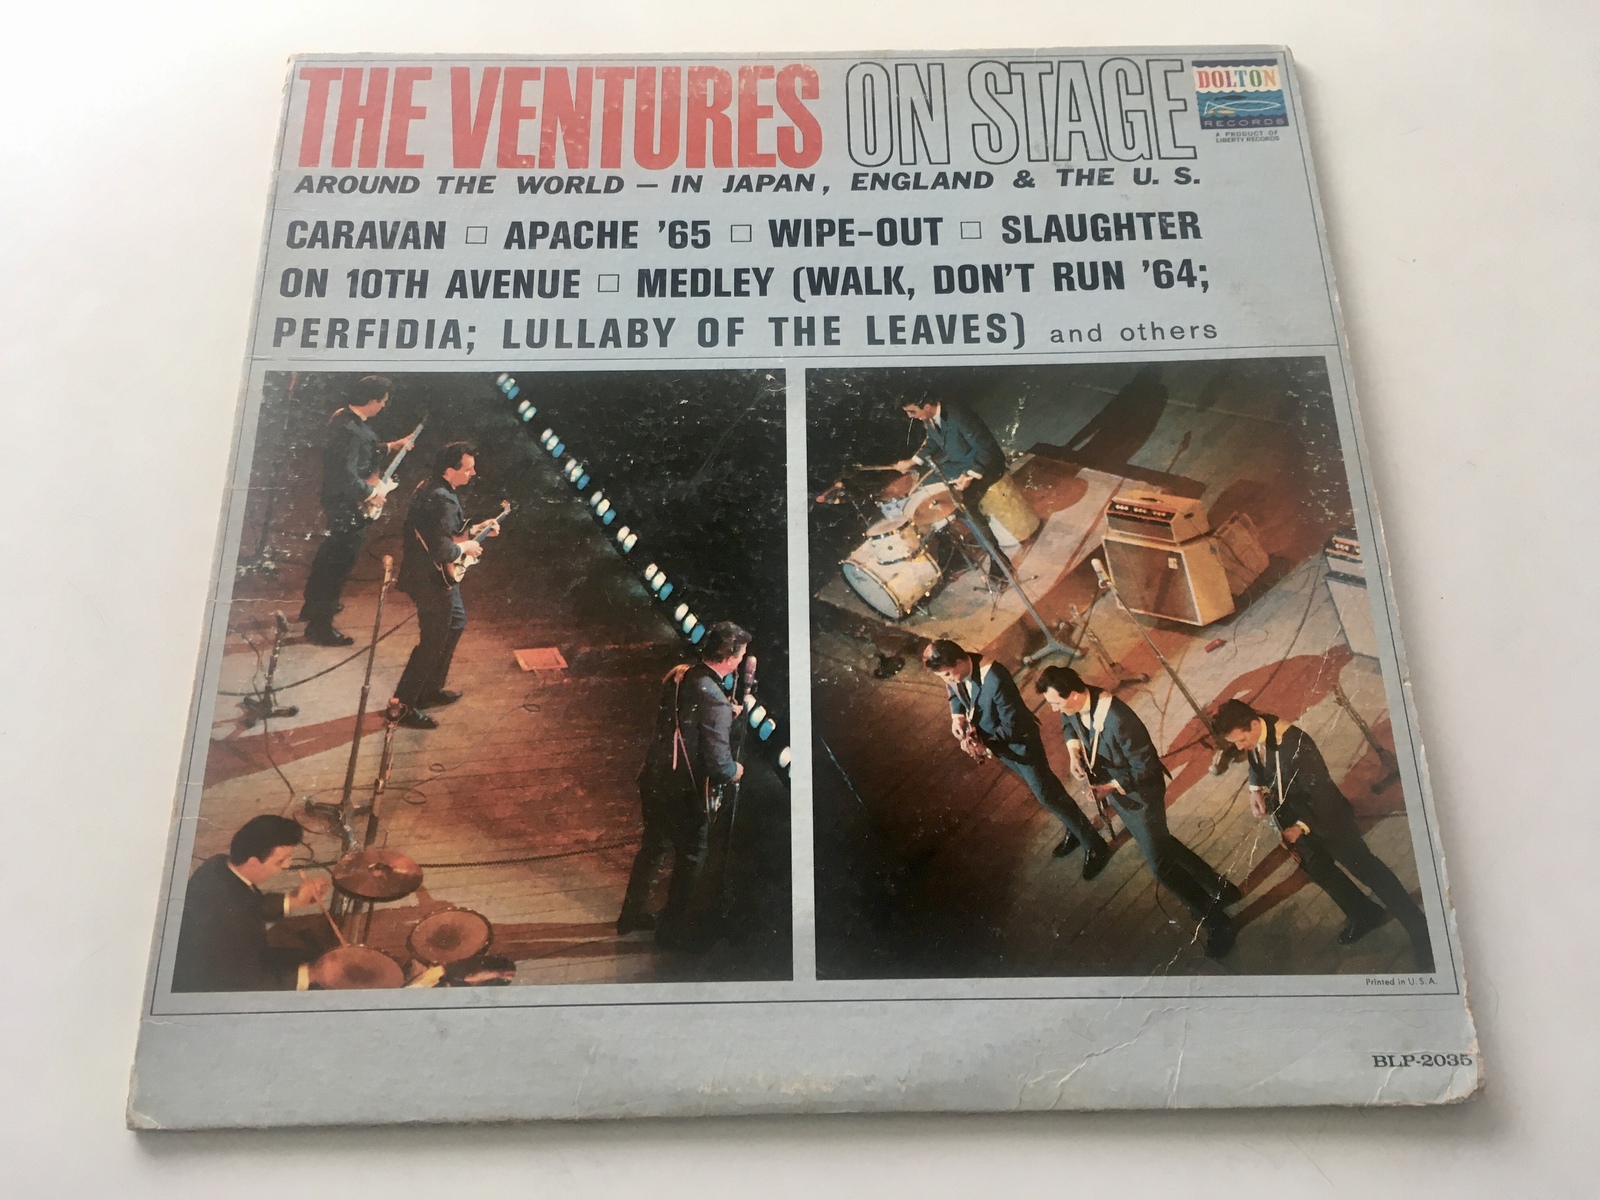 THE VENTURES ON STAGE
DOLTON
RECORDS
A PRODUCT OF
LIBERTY RECORDS
AROUND THE WORLD – IN JAPAN, ENGLAND & THE U. S.
CARAVAN □ APACHE '65 □ WIPE-OUT □ SLAUGHTER
ON 10TH AVENUE □ MEDLEY (WALK, DON'T RUN '64;
PERFIDIA; LULLABY OF THE LEAVES) and others
Printed in U. S. A.
BLP-2035